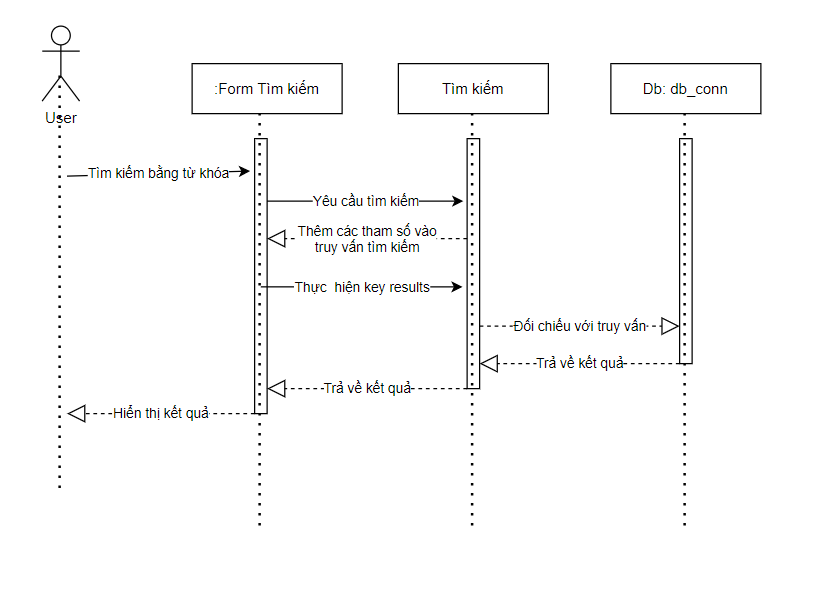 User
:Form Tìm kiếm
Tìm kiếm
Db: db_conn
Tìm kiếm bằng từ khóa
Yêu cầu tìm kiếm
Thêm các tham số vào
truy vấn tìm kiếm
Thực  hiện key results
Đối chiếu với truy vấn
Trả về kết quả
Trả về kết quả
Hiển thị kết quả